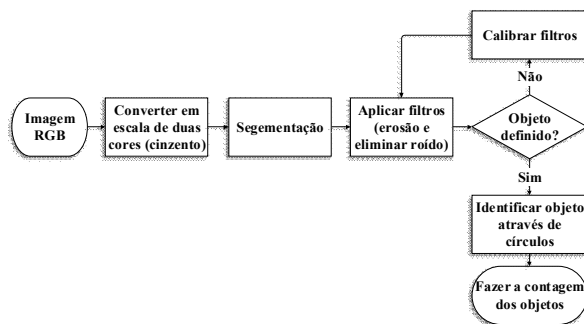 Imagem
RGB
Converter em
escala de duas
cores (cinzento)
Segementação
Aplicar filtros
(erosão e
eliminar roído)
Objeto
definido?
Não
Calibrar filtros
Sim
Identificar objeto
através de
círculos
Fazer a contagem
dos objetos